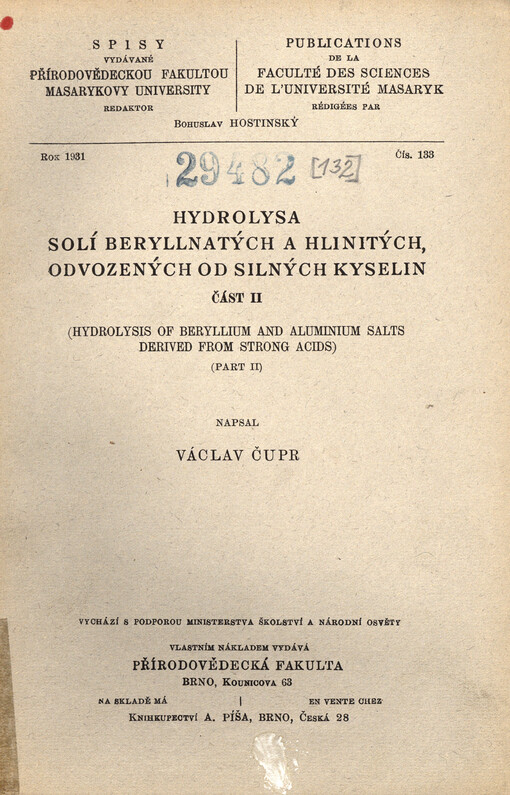 SPISY
VYDÁVANÉ
PŘÍRODOVĚDECKOU FAKULTOU
MASARYKOVY UNIVERSITY
REDAKTOR
PUBLICATIONS
DE LA
FACULTÉ DES SCIENCES
DE L'UNIVERSITÉ MASARYK
RÉDIGÉES PAR
BOHUSLAV HOSTINSKÝ
ROK 1931
ČÍS. 133
29482 [132]
HYDROLYSA
SOLÍ BERYLLNATÝCH A HLINITÝCH,
ODVOZENÝCH OD SILNÝCH KYSELIN
ČÁST II
(HYDROLYSIS OF BERYLLIUM AND ALUMINIUM SALTS
DERIVED FROM STRONG ACIDS)
(PART II)
NAPSAL
VÁCLAV ČUPR
VYCHÁZÍ S PODPOROU MINISTERSTVA ŠKOLSTVÍ A NÁRODNÍ OSVĚTY
VLASTNÍM NÁKLADEM VYDÁVÁ
PŘÍRODOVĚDECKÁ FAKULTA
BRNO, KOUNICOVA 63
NA SKLADĚ MÁ
EN VENTE CHEZ
KNIHKUPECTVÍ A. PÍŠA, BRNO, ČESKÁ 28